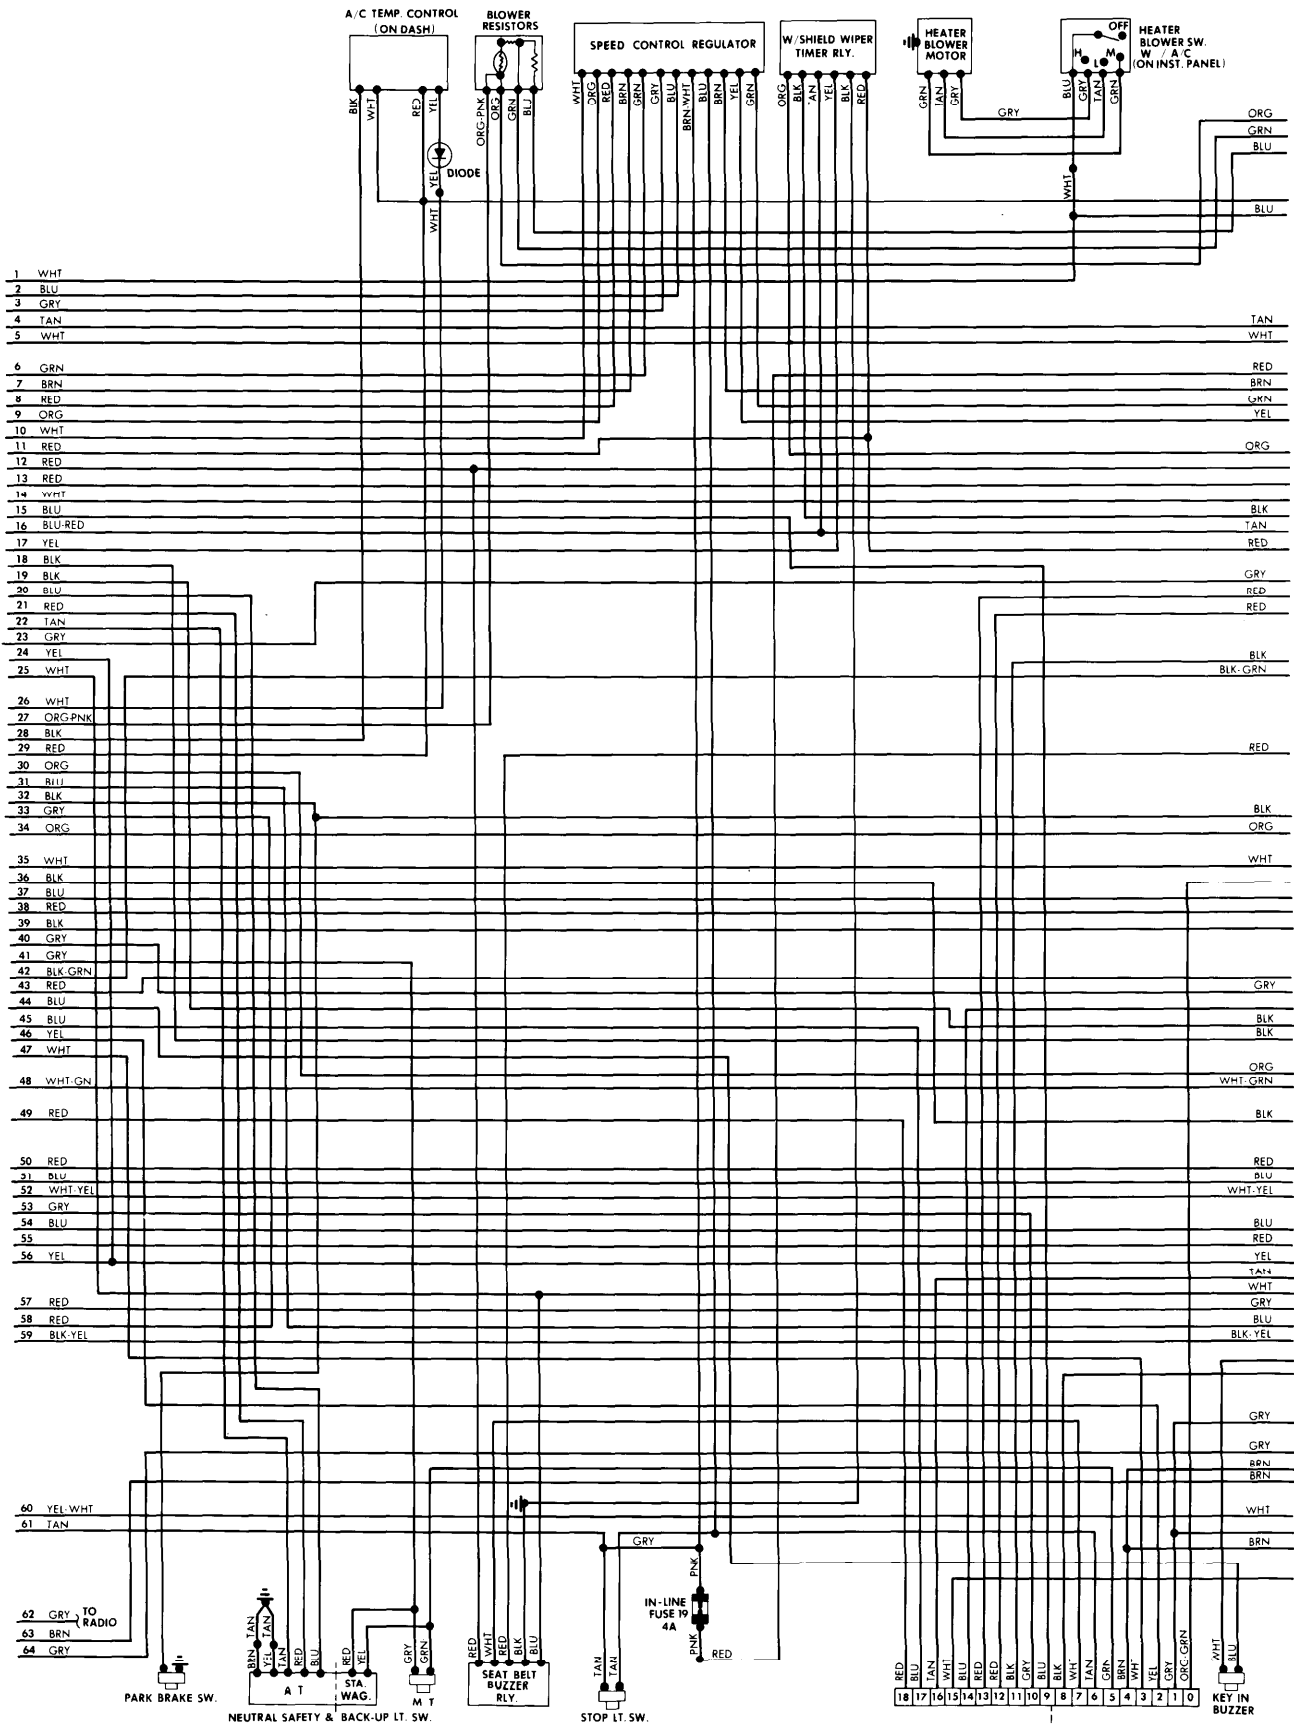 A/C TEMP. CONTROL
(ON DASH)
BLOWER
RESISTORS
SPEED CONTROL REGULATOR
W/SHIELD WIPER
TIMER RLY.
HEATER
BLOWER
MOTOR
OFF
H
L
M
HEATER
BLOWER SW.
W / A/C
(ON INST. PANEL)
BLK
WHT
RED
YEL
ORG-PNK
ORG
GRN
BLU
WHT
ORG
RED
BRN
GRN
GRY
BLU
BRN-WHT
BLU
BRN
YEL
GRN
ORG
BLK
TAN
YEL
BLK
RED
GRN
TAN
GRY
BLU
GRY
TAN
GRN
GRY
YEL
DIODE
WHT
WHT
ORG
GRN
BLU
BLU
1 WHT
2 BLU
3 GRY
4 TAN
5 WHT
6 GRN
7 BRN
8 RED
9 ORG
10 WHT
11 RED
12 RED
13 RED
14 WHT
15 BLU
16 BLU-RED
17 YEL
18 BLK
19 BLK
20 BLU
21 RED
22 TAN
23 GRY
24 YEL
25 WHT
26 WHT
27 ORG-PNK
28 BLK
29 RED
30 ORG
31 BLU
32 BLK
33 GRY
34 ORG
35 WHT
36 BLK
37 BLU
38 RED
39 BLK
40 GRY
41 GRY
42 BLK-GRN
43 RED
44 BLU
45 BLU
46 YEL
47 WHT
48 WHT-GN
49 RED
50 RED
51 BLU
52 WHT-YEL
53 GRY
54 BLU
55
56 YEL
57 RED
58 RED
59 BLK-YEL
60 YEL-WHT
61 TAN
62 GRY
TO
RADIO
63 BRN
64 GRY
TAN
WHT
RED
BRN
GRN
YEL
ORG
BLK
TAN
RED
GRY
RED
RED
BLK
BLK-GRN
RED
BLK
ORG
WHT
GRY
BLK
BLK
ORG
WHT-GRN
BLK
RED
BLU
WHT-YEL
BLU
RED
YEL
TAN
WHT
GRY
BLU
BLK-YEL
GRY
GRY
BRN
BRN
WHT
BRN
PARK BRAKE SW.
TAN
TAN
BRN
YEL
TAN
RED
BLU
A T
RED
YEL
STA.
WAG.
NEUTRAL SAFETY & BACK-UP LT. SW.
GRY
GRN
M T
RED
WHT
RED
BLK
BLU
SEAT BELT
BUZZER
RLY.
GRY
TAN
TAN
STOP LT. SW.
PNK
IN-LINE
FUSE 19
4A
PNK
RED
RED
BLU
TAN
WHT
BLU
RED
RED
BLK
GRY
BLU
BLK
WHT
TAN
GRN
BRN
WHT
YEL
GRY
ORG-GRN
18 17 16 15 14 13 12 11 10 9 8 7 6 5 4 3 2 1 0
WHT
BLU
KEY IN
BUZZER